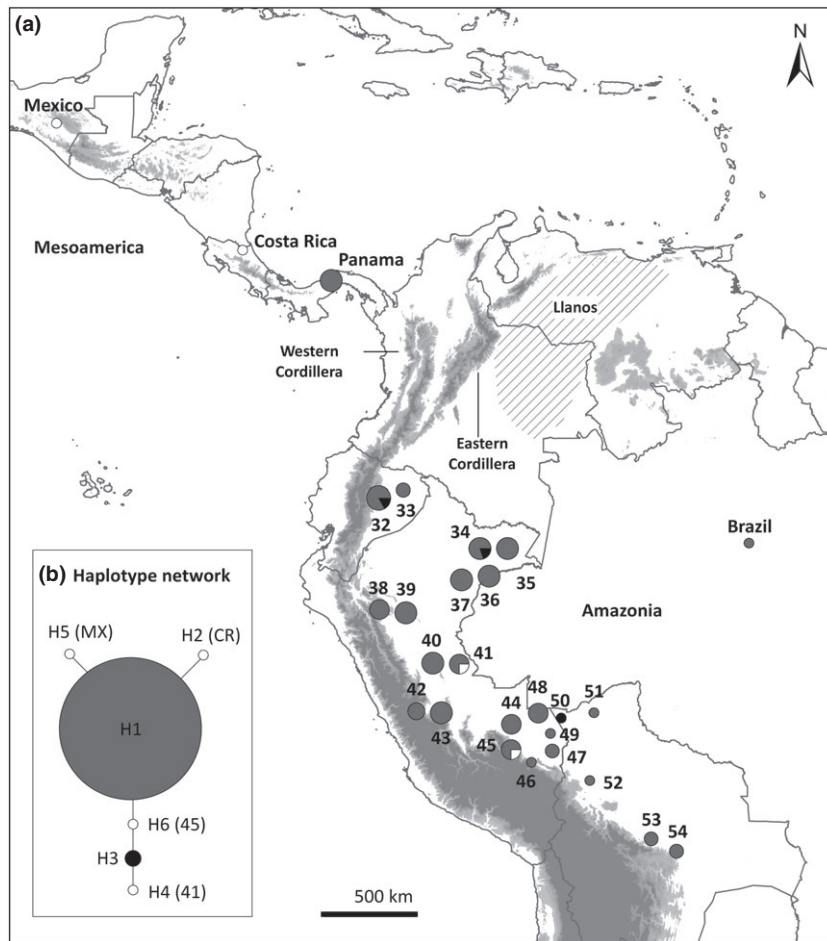 (a)
N
Mexico
Mesoamerica
Costa Rica
Panama
Llanos
Western
Cordillera
Eastern
Cordillera
32
33
34
35
36
37
Brazil
Amazonia
38
39
40
41
42
43
44
45
46
47
48
49
50
51
52
53
54
(b) Haplotype network
H5 (MX)
H2 (CR)
H1
H6 (45)
H3
H4 (41)
500 km